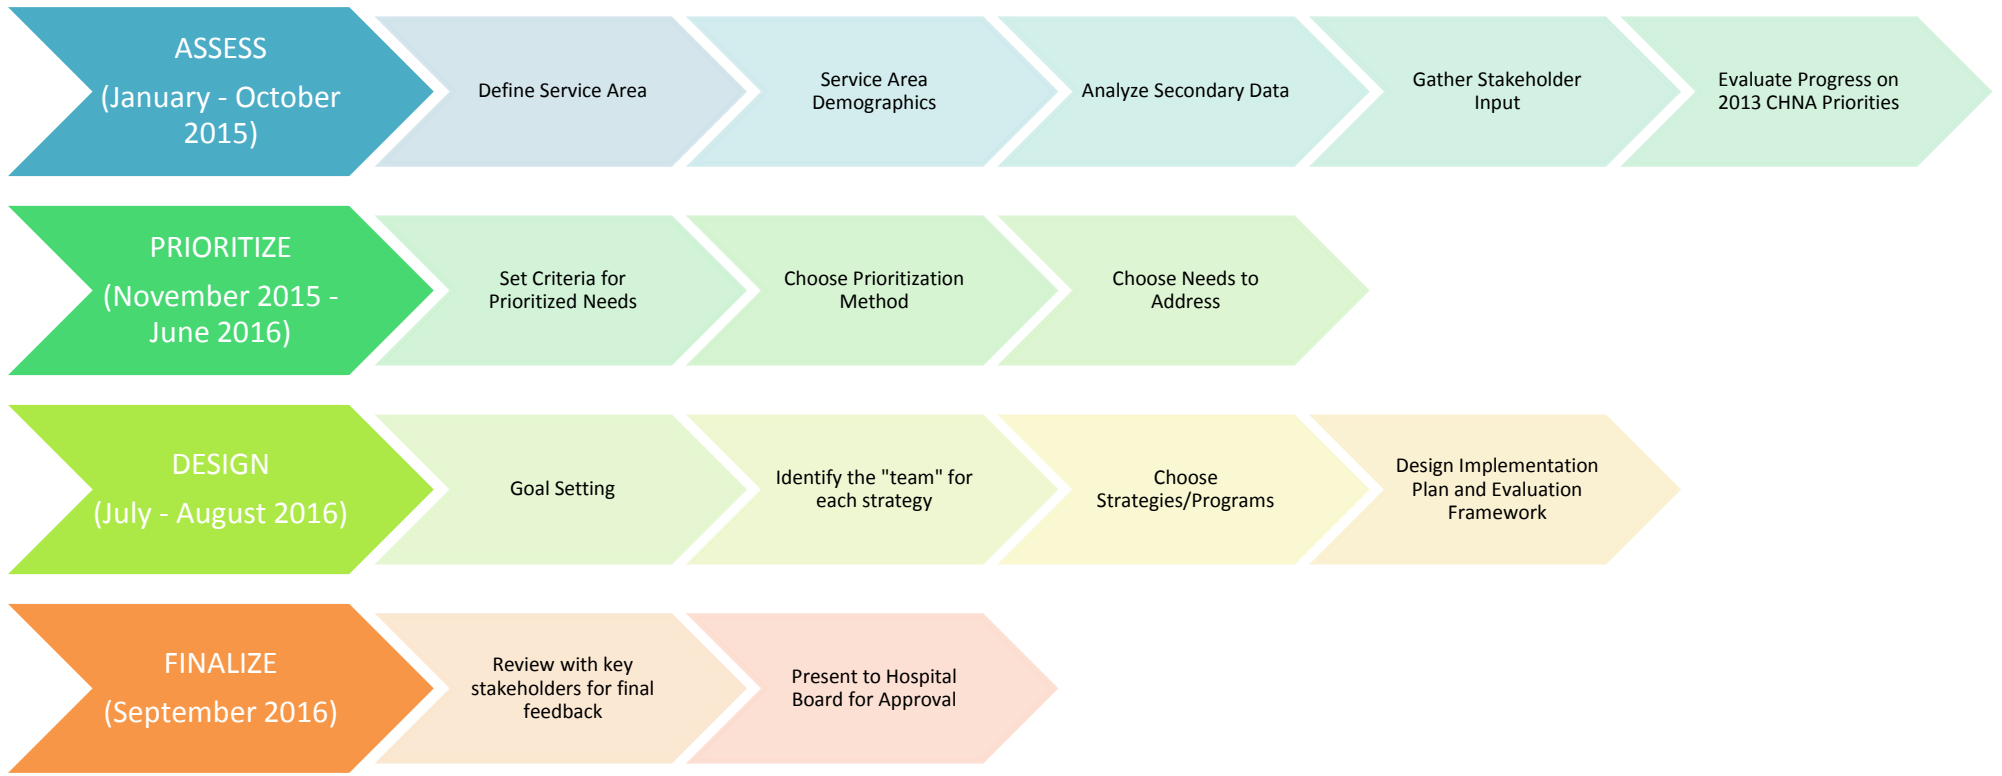 ASSESS
(January - October
2015)
Define Service Area
Service Area
Demographics
Analyze Secondary Data
Gather Stakeholder
Input
Evaluate Progress on
2013 CHNA Priorities
PRIORITIZE
(November 2015 -
June 2016)
Set Criteria for
Prioritized Needs
Choose Prioritization
Method
Choose Needs to
Address
DESIGN
(July - August 2016)
Goal Setting
Identify the "team" for
each strategy
Choose
Strategies/Programs
Design Implementation
Plan and Evaluation
Framework
FINALIZE
(September 2016)
Review with key
stakeholders for final
feedback
Present to Hospital
Board for Approval